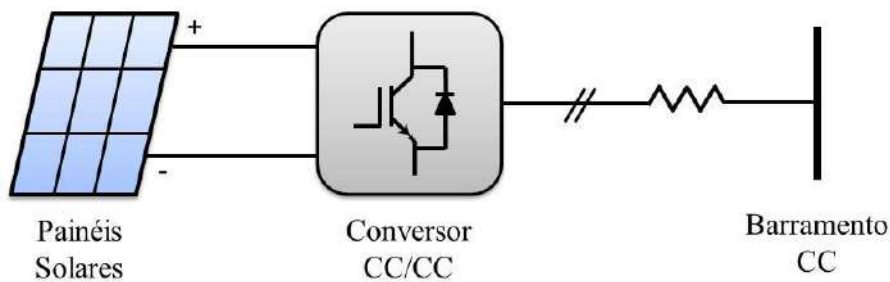 +
-
Painéis
Solares
Conversor
CC/CC
Barramento
CC